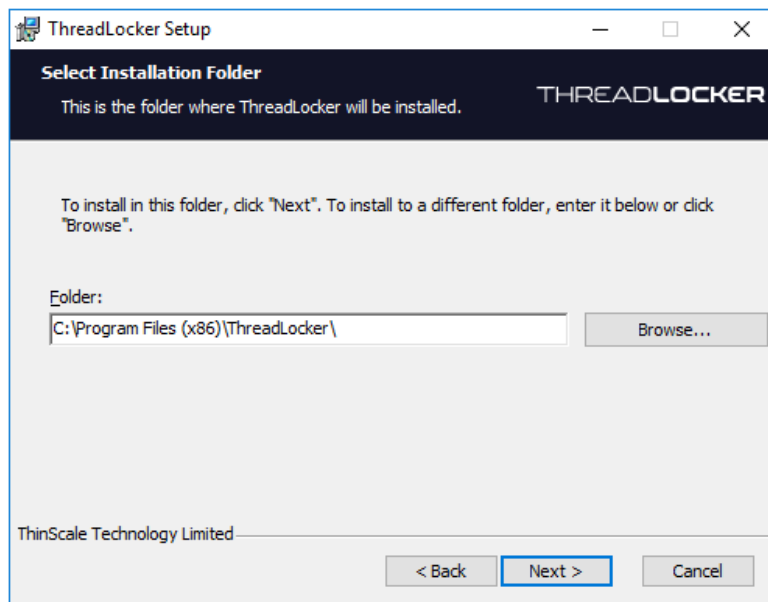 ThreadLocker Setup
Select Installation Folder
This is the folder where ThreadLocker will be installed.
THREADLOCKER
To install in this folder, click "Next". To install to a different folder, enter it below or click
"Browse".
Folder:
C:\Program Files (x86)\ThreadLocker\
Browse...
ThinScale Technology Limited
< Back
Next >
Cancel